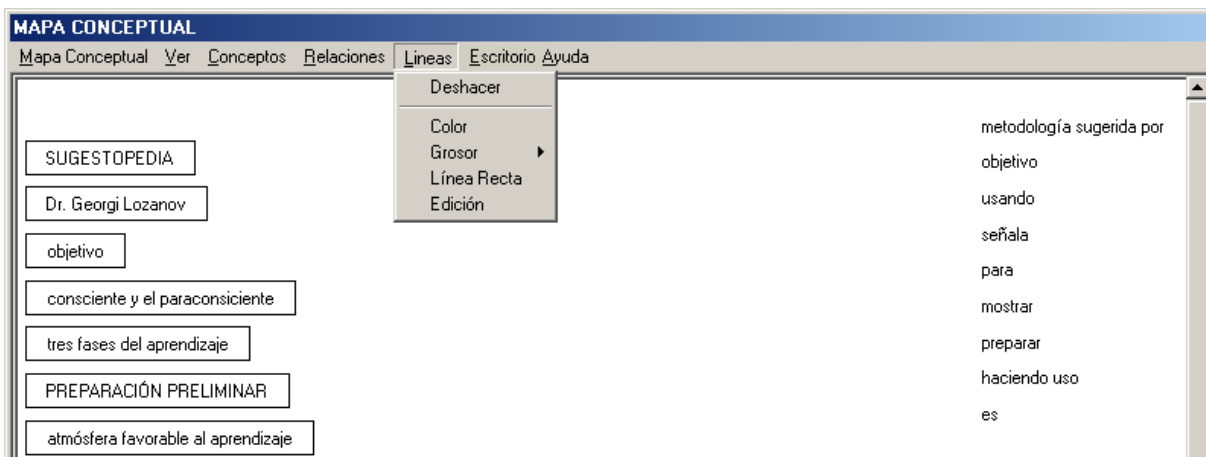 MAPA CONCEPTUAL
Mapa Conceptual Ver Conceptos Relaciones Lineas Escritorio Ayuda
Deshacer
Color
Grosor
Línea Recta
Edición
SUGESTOPEDIA
Dr. Georgi Lozanov
objetivo
consciente y el paraconsiciente
tres fases del aprendizaje
PREPARACIÓN PRELIMINAR
atmósfera favorable al aprendizaje
metodología sugerida por
objetivo
usando
señala
para
mostrar
preparar
haciendo uso
es